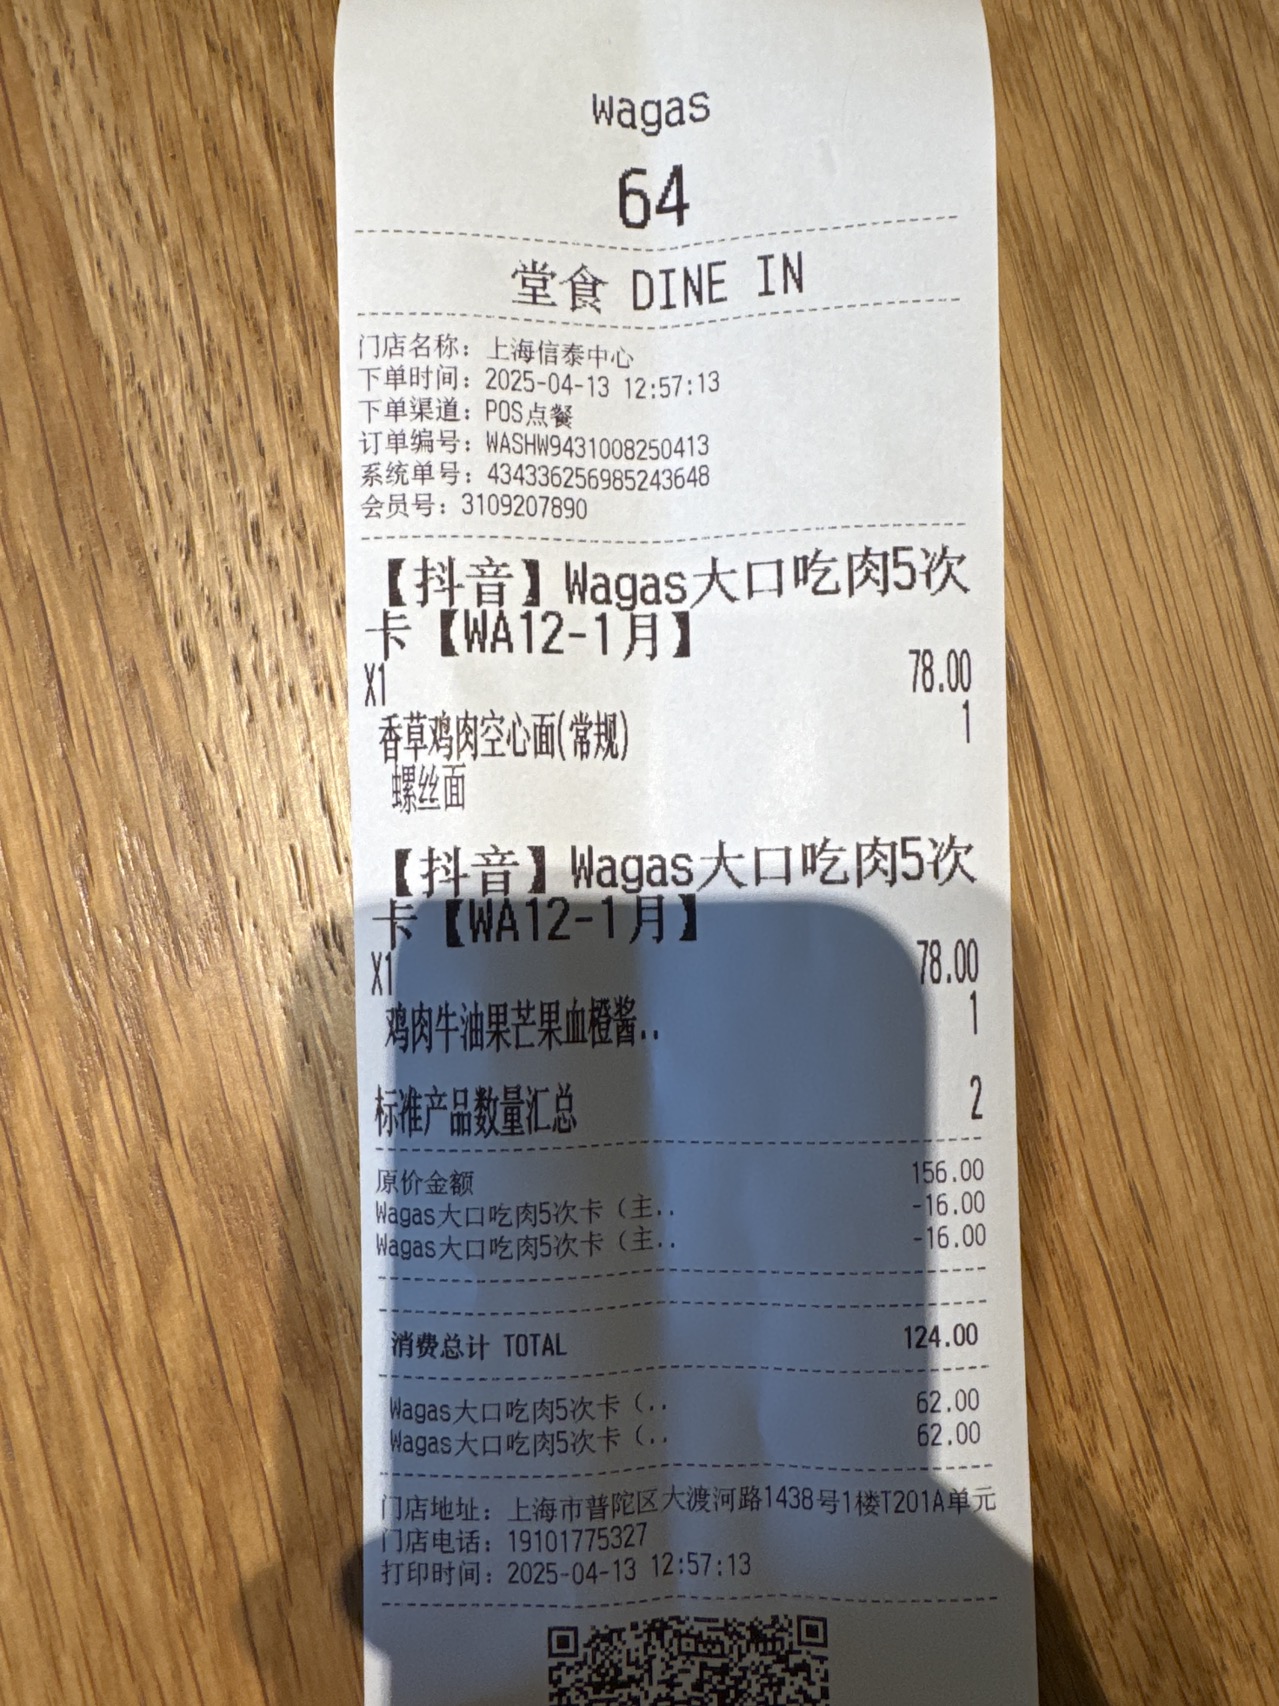 wagas
64
堂食 DINE IN
门店名称：上海信泰中心
下单时间：2025-04-13 12:57:13
下单渠道：POS点餐
订单编号：WASHW9431008250413
系统单号：434336256985243648
会员号：3109207890
【抖音】Wagas大口吃肉5次
卡【WA12-1月】
X1 78.00
香草鸡肉空心面(常规) 1
螺丝面
【抖音】Wagas大口吃肉5次
卡【WA12-1月】
X1 78.00
鸡肉牛油果芒果血橙酱.. 1
标准产品数量汇总 2
原价金额 156.00
Wagas大口吃肉5次卡（主.. -16.00
Wagas大口吃肉5次卡（主.. -16.00
消费总计 TOTAL 124.00
Wagas大口吃肉5次卡（.. 62.00
Wagas大口吃肉5次卡（.. 62.00
门店地址：上海市普陀区大渡河路1438号1楼T201A单元
门店电话：19101775327
打印时间：2025-04-13 12:57:13